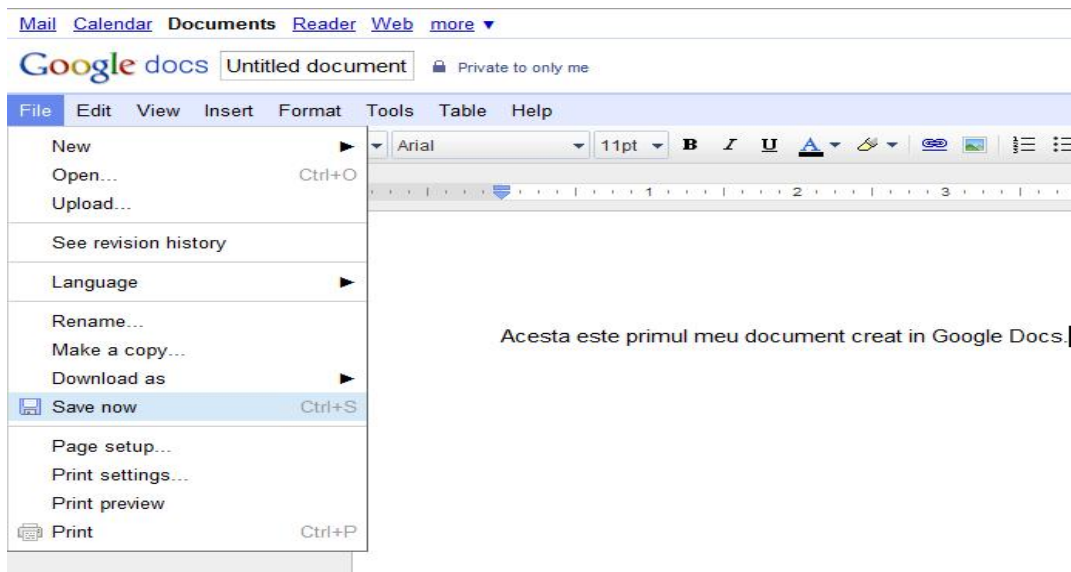 Mail Calendar Documents Reader Web more ▼
Google docs Untitled document Private to only me
File Edit View Insert Format Tools Table Help
Arial 11pt B I U A
New
Open... Ctrl+O
Upload...
1 2 3
See revision history
Language
Rename...
Make a copy...
Download as
Save now Ctrl+S
Page setup...
Print settings...
Print preview
Print Ctrl+P
Acesta este primul meu document creat in Google Docs.